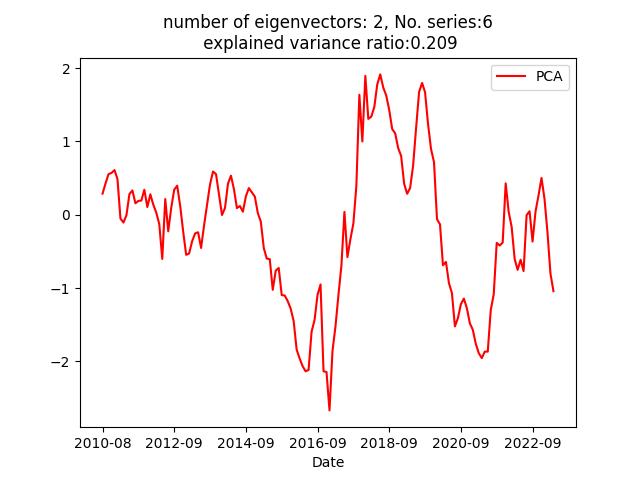 number of eigenvectors: 2, No. series:6
explained variance ratio:0.209
PCA
2
1
0
−1
−2
2010-08 2012-09 2014-09 2016-09 2018-09 2020-09 2022-09
Date